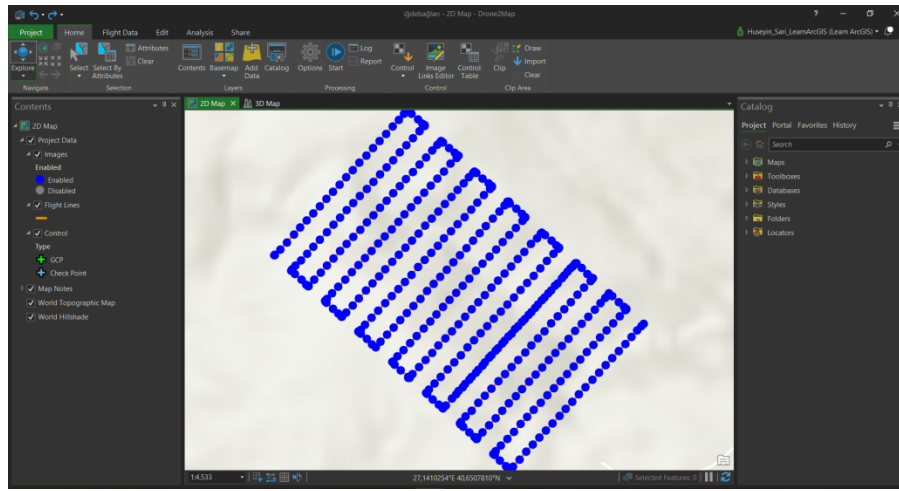 iğdebağlan - 2D Map - Drone2Map
Project Home Flight Data Edit Analysis Share
Huseyin_Sari_LearnArcGIS (Learn ArcGIS)
Explore
Select
Select By Attributes
Attributes
Clear
Contents
Basemap
Add Data
Catalog
Options
Start
Log
Report
Control
Image Links Editor
Control Table
Clip
Draw
Import
Clear
Navigate Selection Layers Processing Control Clip Area
Contents
2D Map
Project Data
Images
Enabled
Enabled
Disabled
Flight Lines
Control
Type
GCP
Check Point
Map Notes
World Topographic Map
World Hillshade
2D Map
3D Map
1:4.533
27,1410254°E 40,6507810°N
Selected Features: 0
Catalog
Project Portal Favorites History
Search
Maps
Toolboxes
Databases
Styles
Folders
Locators